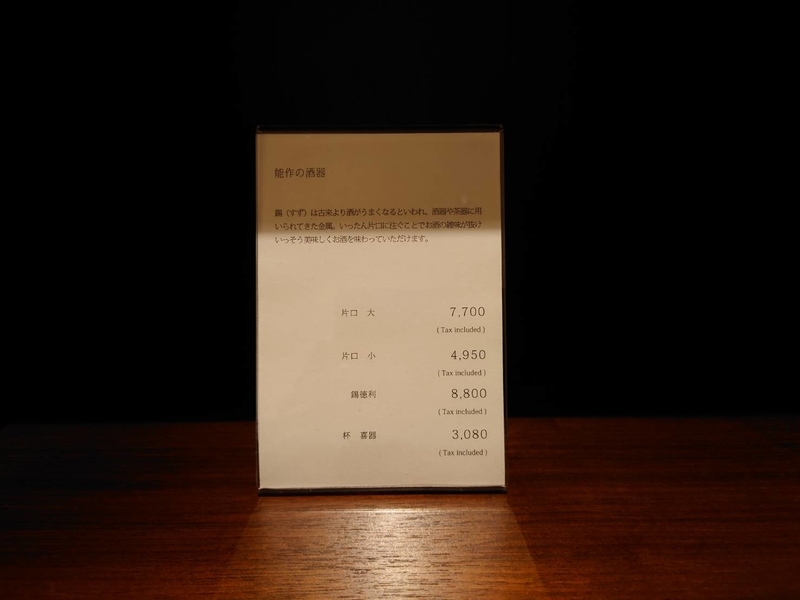 能作の酒器
錫（すず）は古来より酒がうまくなるといわれ、酒器や茶器に用
いられてきた金属。いったん片口に注ぐことでお酒の雑味が抜け
いっそう美味しくお酒を味わっていただけます。
片口　大　7,700
( Tax included )
片口　小　4,950
( Tax included )
錫徳利　8,800
( Tax included )
杯　喜器　3,080
( Tax included )